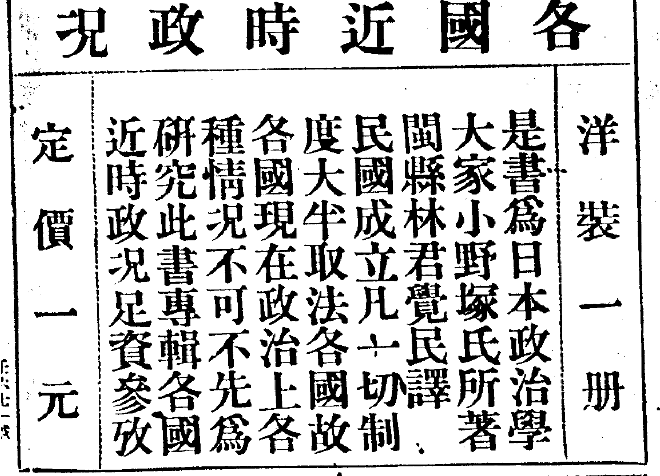 各國近時政況
洋裝一册
是書爲日本政治學
大家小野塚氏所著
閩縣林君覺民譯
民國成立凡一切制
度大半取法各國故
各國現在政治上各
種情況不可不先爲
硏究此書專輯各國
近時政況足資參攷
定價一元